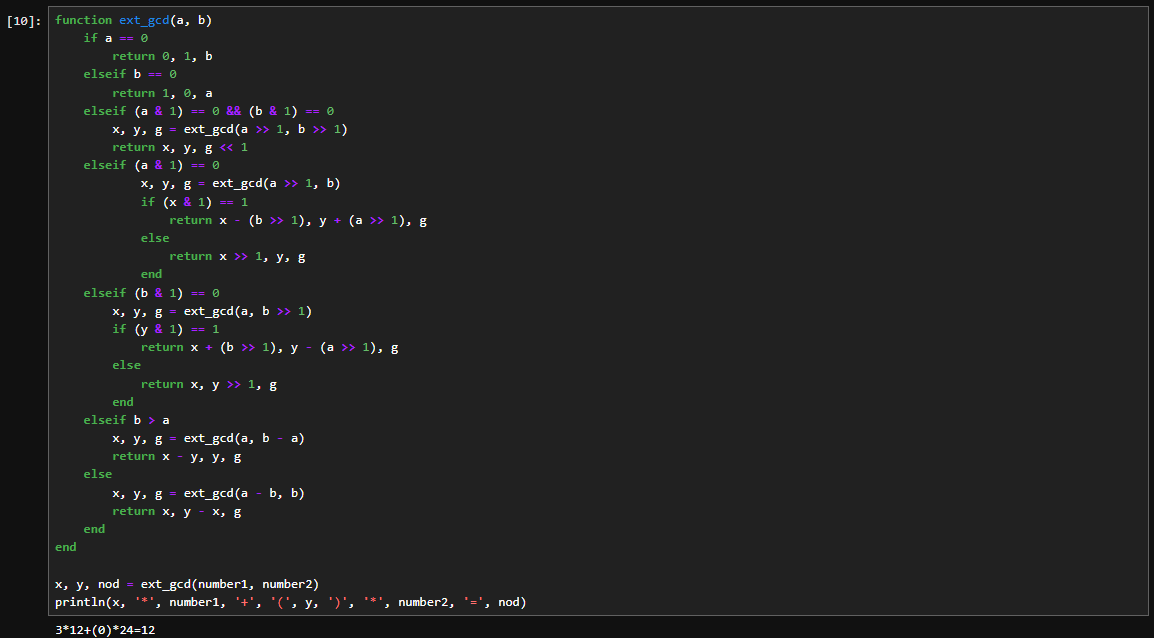 [10]: function ext_gcd(a, b)
    if a == 0
        return 0, 1, b
    elseif b == 0
        return 1, 0, a
    elseif (a & 1) == 0 && (b & 1) == 0
        x, y, g = ext_gcd(a >> 1, b >> 1)
        return x, y, g << 1
    elseif (a & 1) == 0
            x, y, g = ext_gcd(a >> 1, b)
            if (x & 1) == 1
                return x - (b >> 1), y + (a >> 1), g
            else
                return x >> 1, y, g
            end
    elseif (b & 1) == 0
        x, y, g = ext_gcd(a, b >> 1)
        if (y & 1) == 1
            return x + (b >> 1), y - (a >> 1), g
        else
            return x, y >> 1, g
        end
    elseif b > a
        x, y, g = ext_gcd(a, b - a)
        return x - y, y, g
    else
        x, y, g = ext_gcd(a - b, b)
        return x, y - x, g
    end
end

x, y, nod = ext_gcd(number1, number2)
println(x, '*', number1, '+', '(', y, ')', '*', number2, '=', nod)
3*12+(0)*24=12